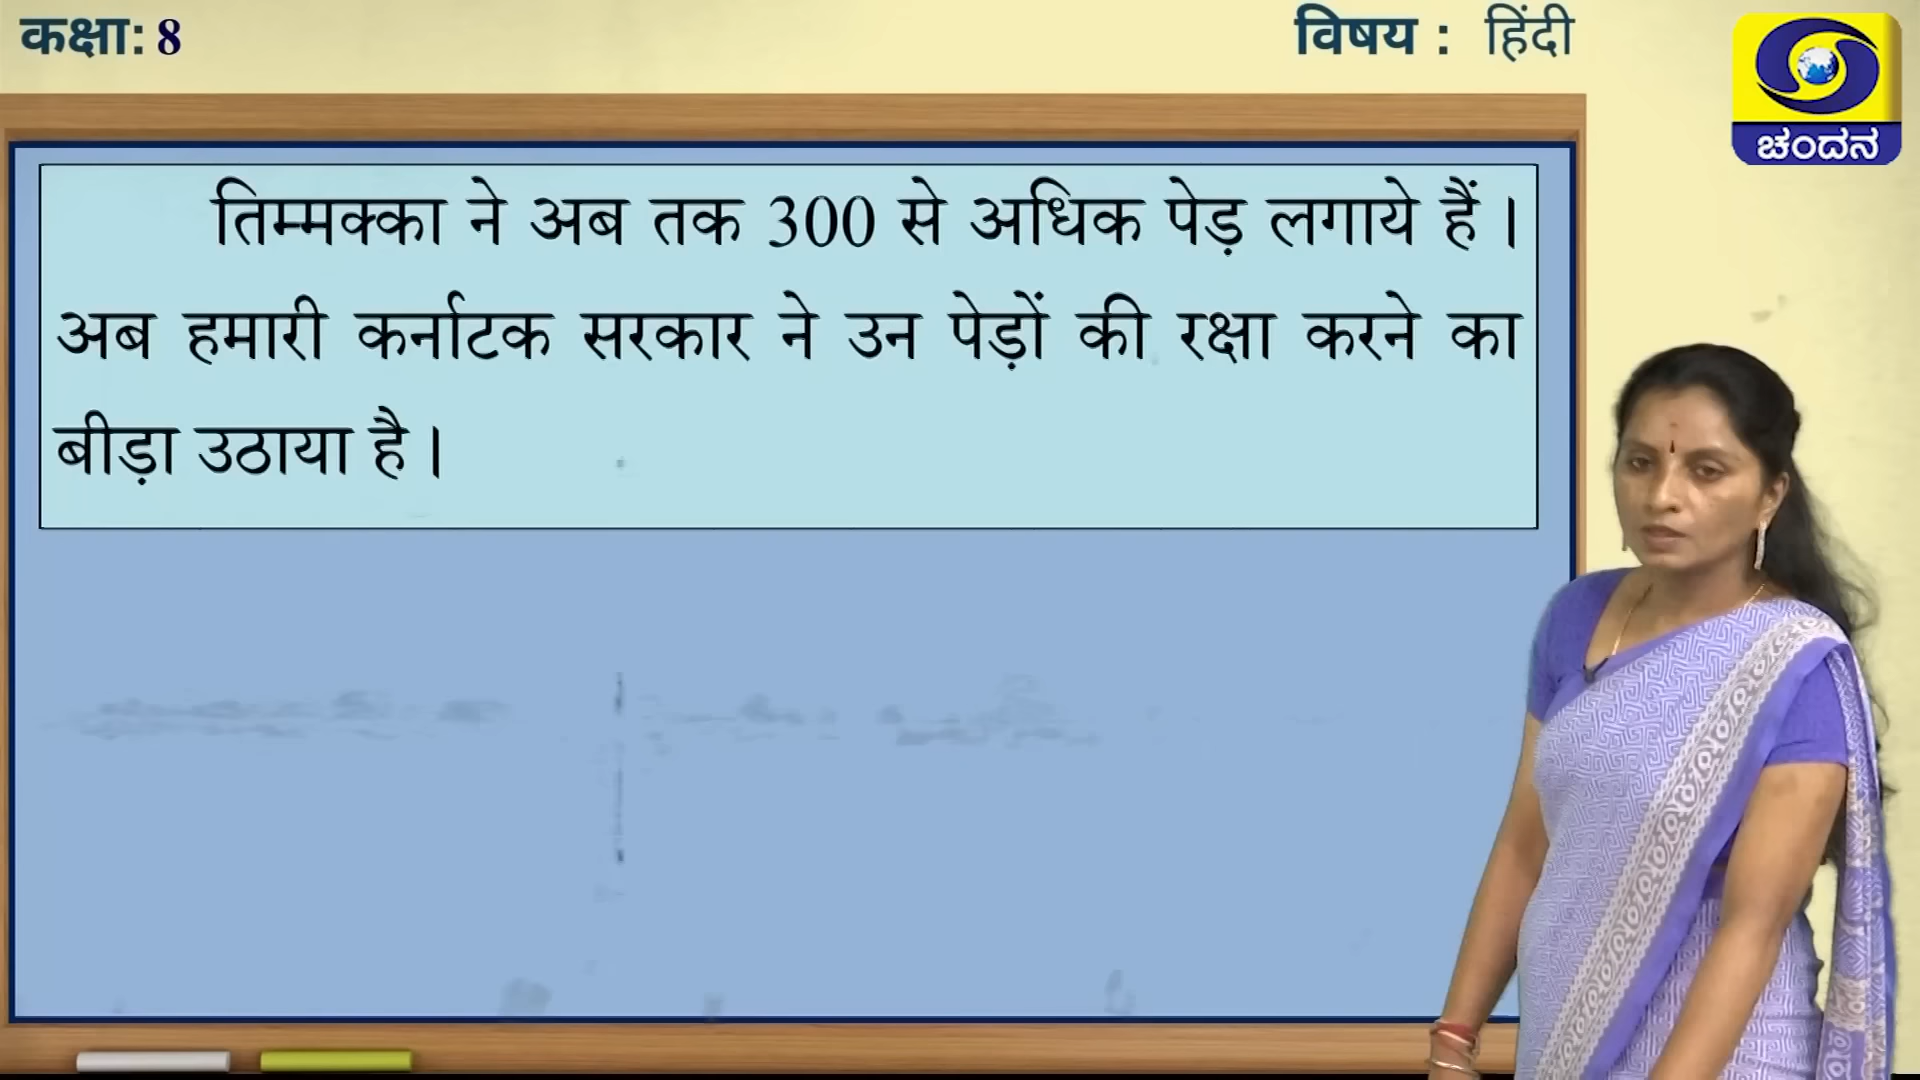 कक्षा: 8
विषय : हिंदी
ಚಂದನ
तिम्मक्का ने अब तक 300 से अधिक पेड़ लगाये हैं।
अब हमारी कर्नाटक सरकार ने उन पेड़ों की रक्षा करने का
बीड़ा उठाया है।